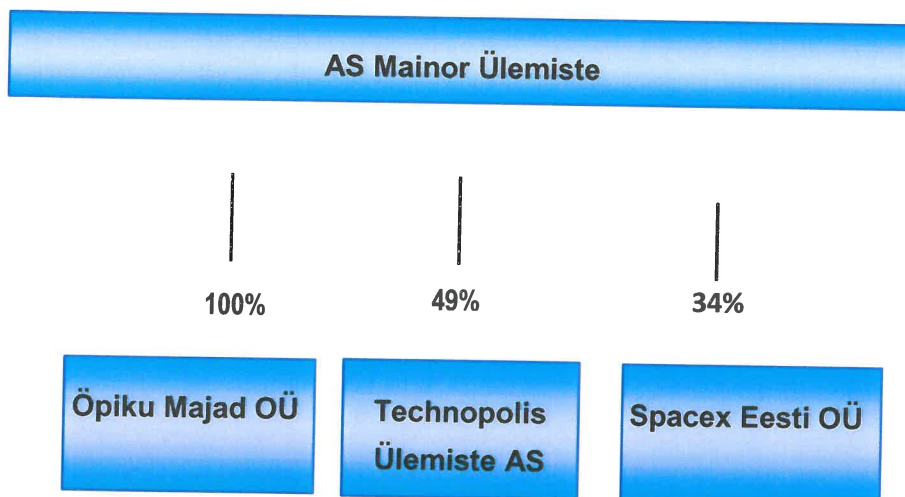 AS Mainor Ülemiste
100%
49%
34%
Öpiku Majad OÜ
Technopolis
Ülemiste AS
Spacex Eesti OÜ